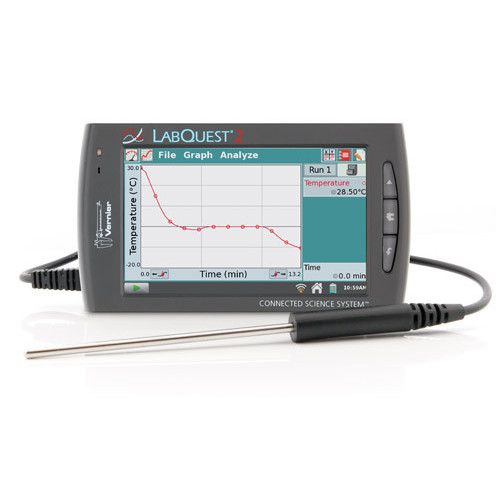 LABQUEST® 2
File Graph Analyze
30.0
Temperature (°C)
-20.0
0.0
Time (min)
13.2
Run 1
Temperature
28.50°C
Time
0.0 min
10:59AM
Vernier
CONNECTED SCIENCE SYSTEM™